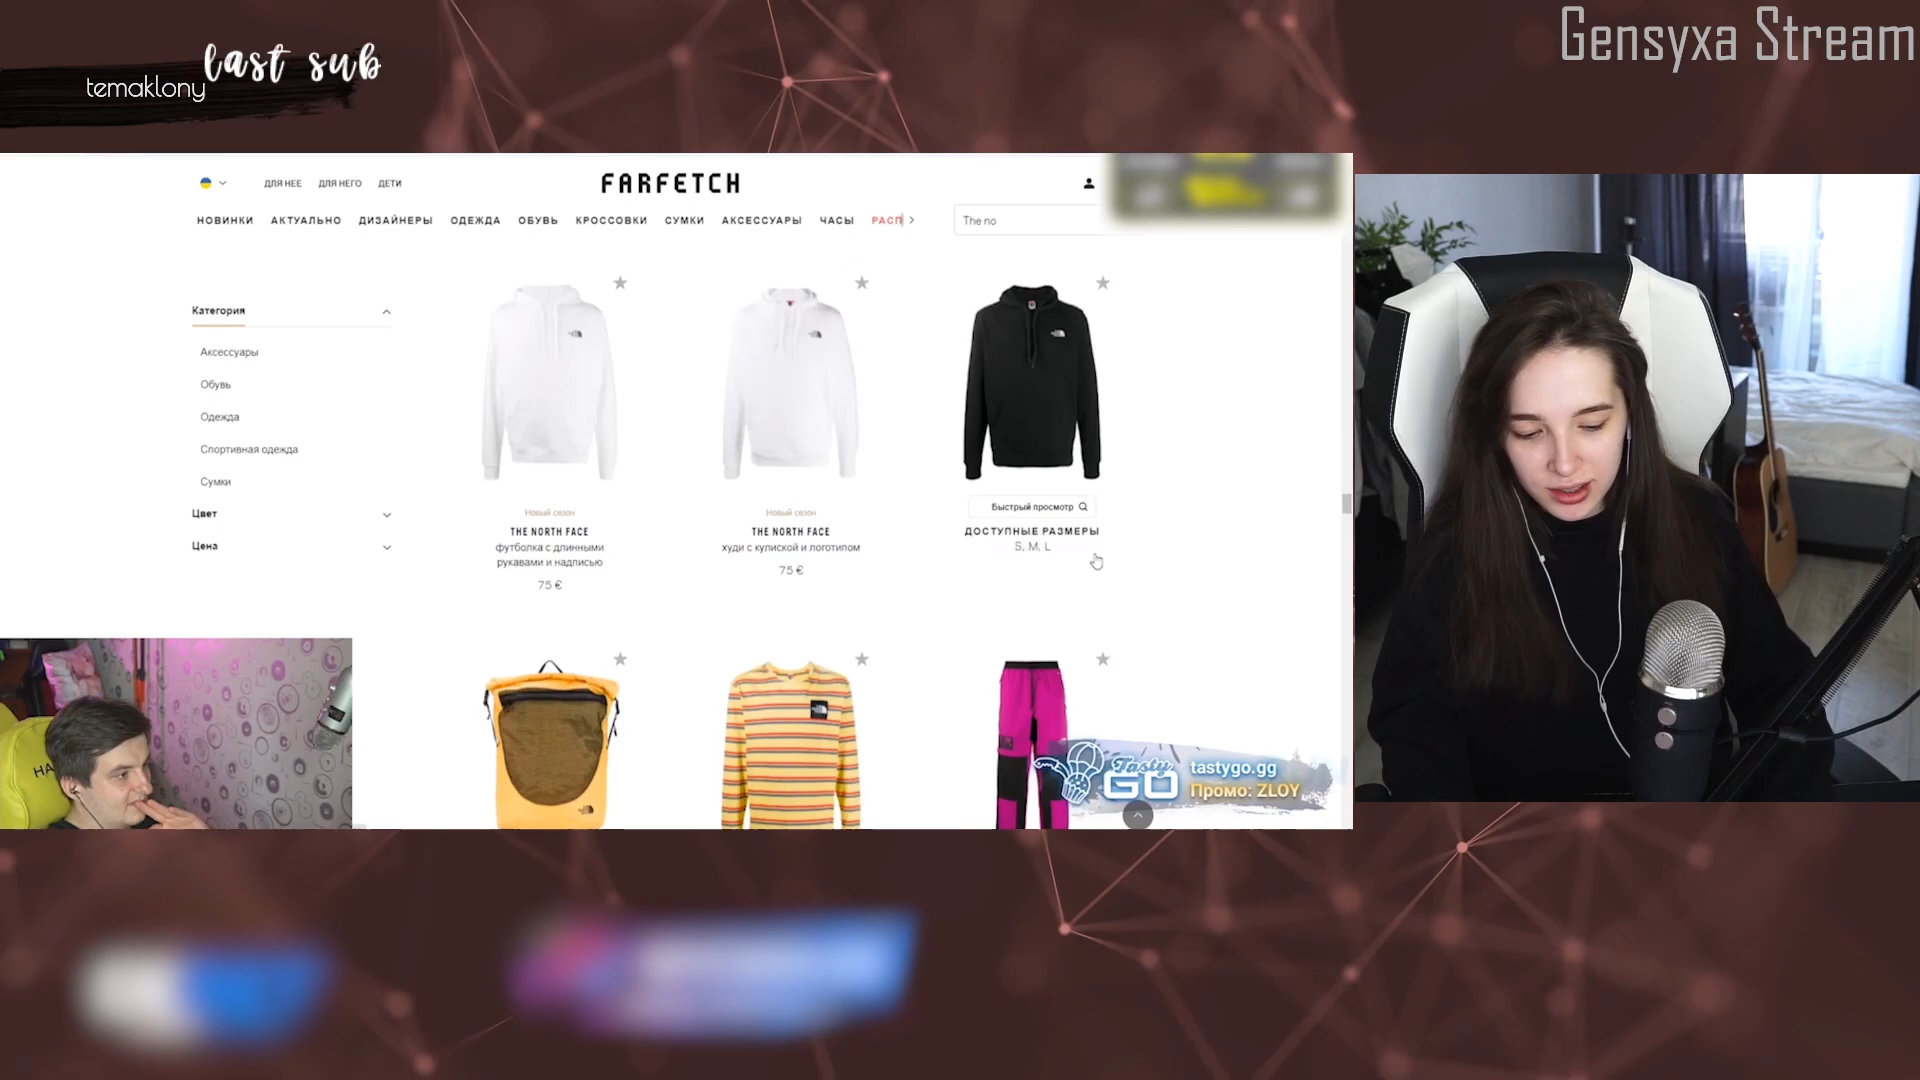 Gensyxa Stream
last sub
temaklony
FARFETCH
ДЛЯ НЕЕ ДЛЯ НЕГО ДЕТИ
НОВИНКИ АКТУАЛЬНО ДИЗАЙНЕРЫ ОДЕЖДА ОБУВЬ КРОССОВКИ СУМКИ АКСЕССУАРЫ ЧАСЫ РАСП
The no
Категория
Аксессуары
Обувь
Одежда
Спортивная одежда
Сумки
Цвет
Цена
Новый сезон
THE NORTH FACE
футболка с длинными
рукавами и надписью
75 €
Новый сезон
THE NORTH FACE
худи с кулиской и логотипом
75 €
Быстрый просмотр
ДОСТУПНЫЕ РАЗМЕРЫ
S, M, L
Tasty
GO
tastygo.gg
Промо: ZLOY